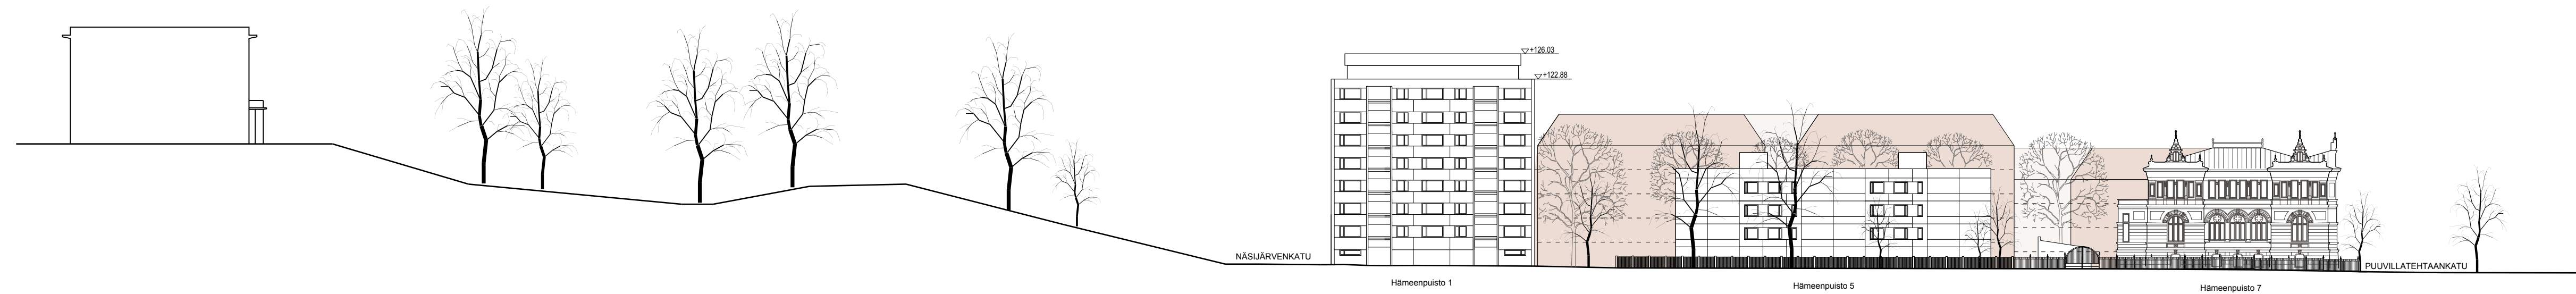 +126.03
+122.88
NÄSIJÄRVENKATU
PUUVILLATEHTAANKATU
Hämeenpuisto 1
Hämeenpuisto 5
Hämeenpuisto 7